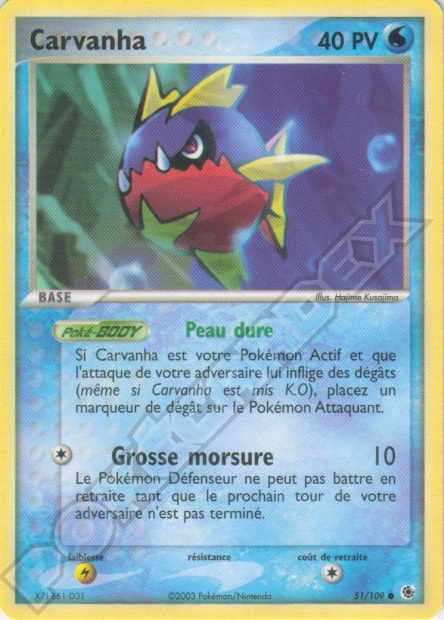 Carvanha
40 PV
BASE
Illus. Hajime Kusajima
Poké-BODY
Peau dure
Si Carvanha est votre Pokémon Actif et que
l'attaque de votre adversaire lui inflige des dégâts
(même si Carvanha est mis K.O), placez un
marqueur de dégât sur le Pokémon Attaquant.
Grosse morsure 10
Le Pokémon Défenseur ne peut pas battre en
retraite tant que le prochain tour de votre
adversaire n'est pas terminé.
faiblesse résistance coût de retraite
©2003 Pokémon/Nintendo 51/109